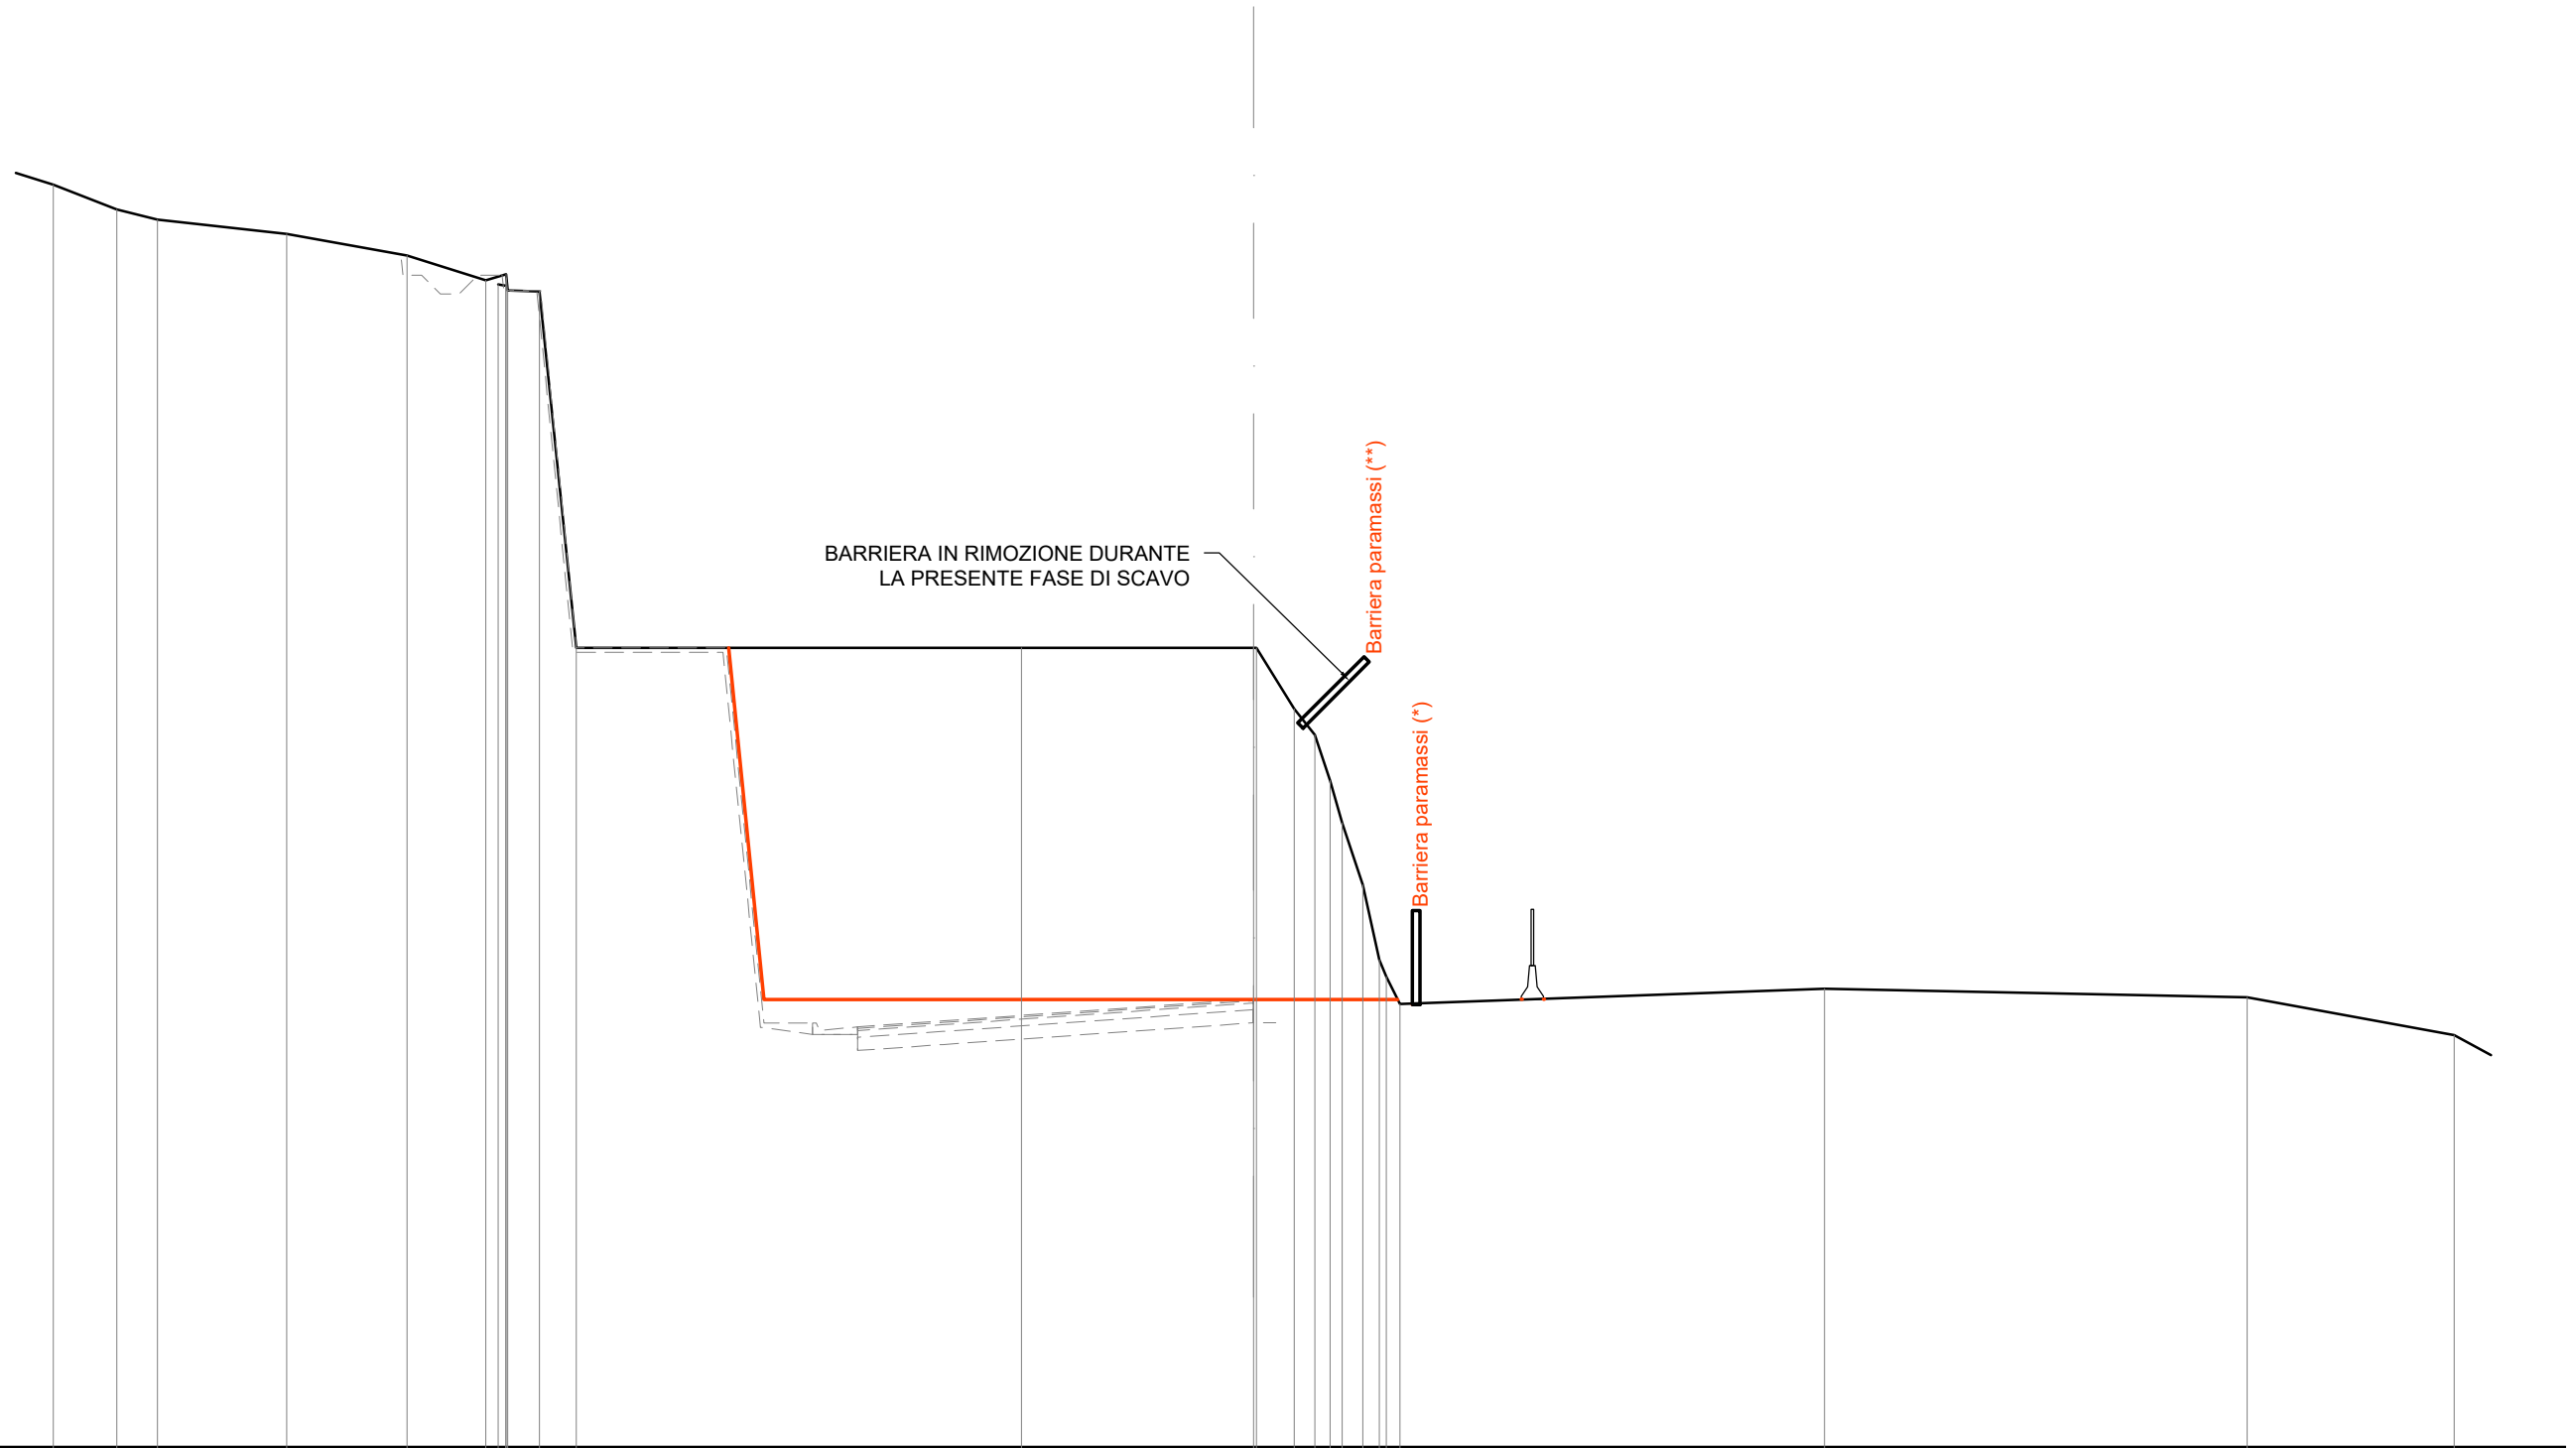 Barriera paramassi (**)
BARRIERA IN RIMOZIONE DURANTE
LA PRESENTE FASE DI SCAVO
Barriera paramassi (*)